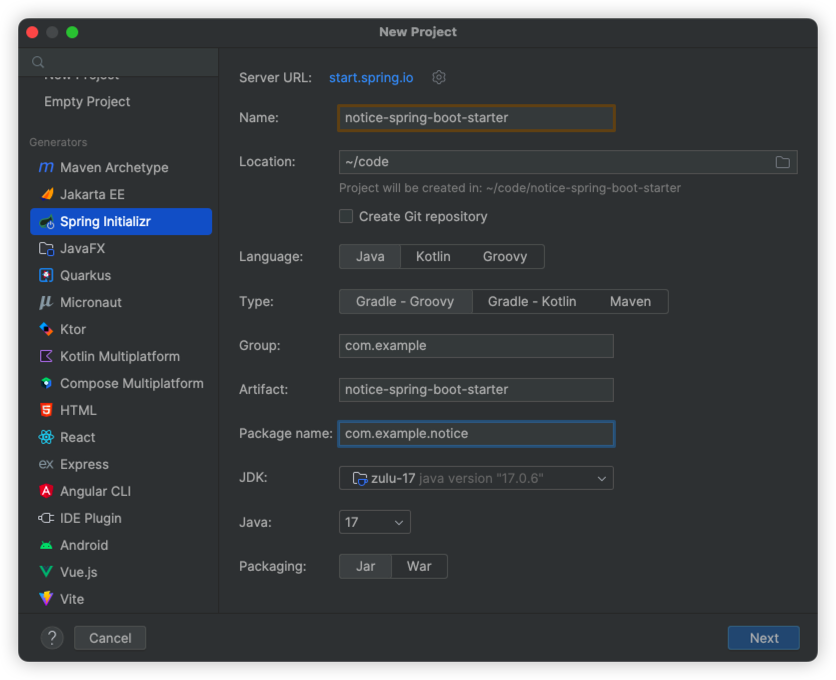 New Project
New Project
Empty Project
Generators
Maven Archetype
Jakarta EE
Spring Initializr
JavaFX
Quarkus
Micronaut
Ktor
Kotlin Multiplatform
Compose Multiplatform
HTML
React
ex Express
Angular CLI
IDE Plugin
Android
Vue.js
Vite
Server URL: start.spring.io
Name: notice-spring-boot-starter
Location: ~/code
Project will be created in: ~/code/notice-spring-boot-starter
Create Git repository
Language: Java Kotlin Groovy
Type: Gradle - Groovy Gradle - Kotlin Maven
Group: com.example
Artifact: notice-spring-boot-starter
Package name: com.example.notice
JDK: zulu-17 java version "17.0.6"
Java: 17
Packaging: Jar War
? Cancel Next